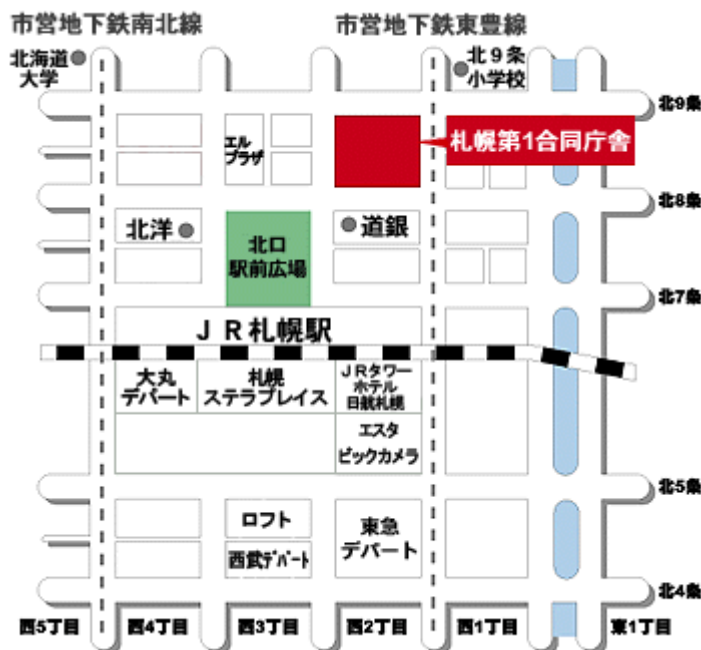 市営地下鉄南北線
市営地下鉄東豊線
北海道
大学
北9条
小学校
北9条
エル
プラザ
札幌第1合同庁舎
北8条
北洋
北口
駅前広場
道銀
北7条
JR札幌駅
大丸
デパート
札幌
ステラプレイス
JRタワー
ホテル
日航札幌
エスタ
ビックカメラ
北5条
ロフト
西武デパート
東急
デパート
北4条
西5丁目
西4丁目
西3丁目
西2丁目
西1丁目
東1丁目